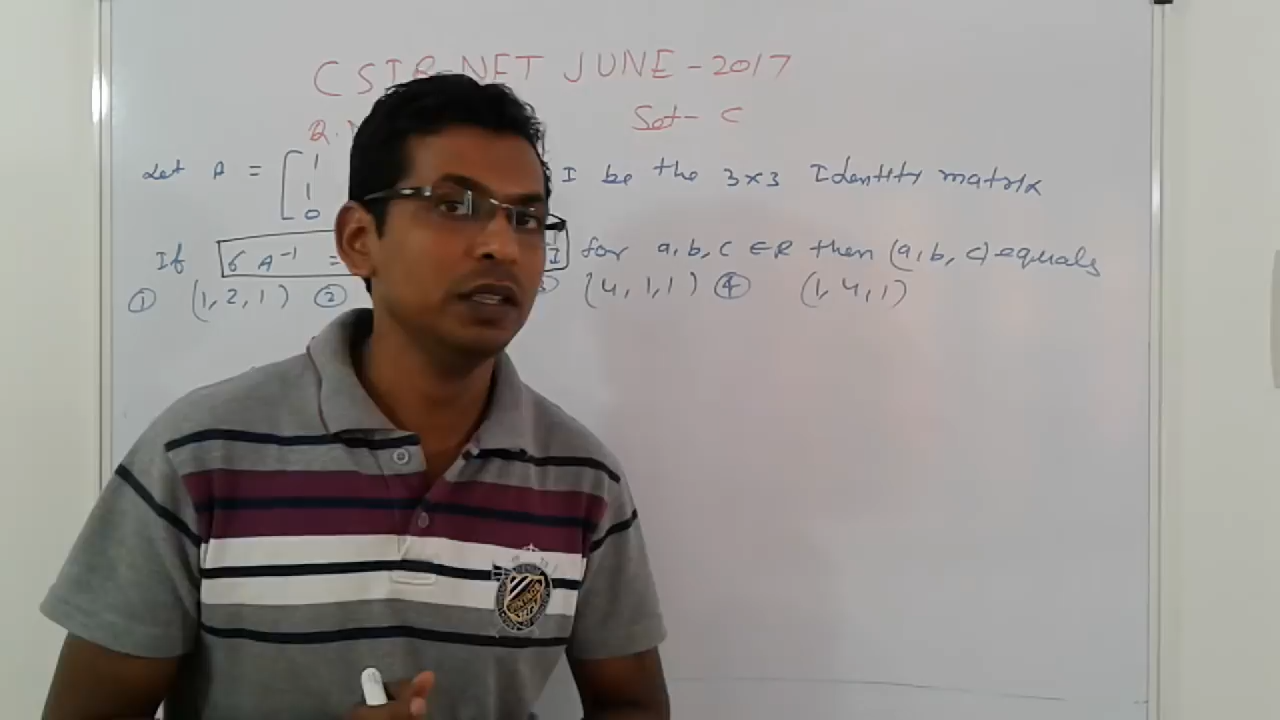 CSIR-NET JUNE-2017
Q. Set- C
Let A = [ 1 1 0 I be the 3×3 Identity matrix
If 6 A⁻¹ = I for a, b, c ∈ R then (a, b, c) equals
① (1, 2, 1) ② (4, 1, 1) ④ (1, 4, 1)